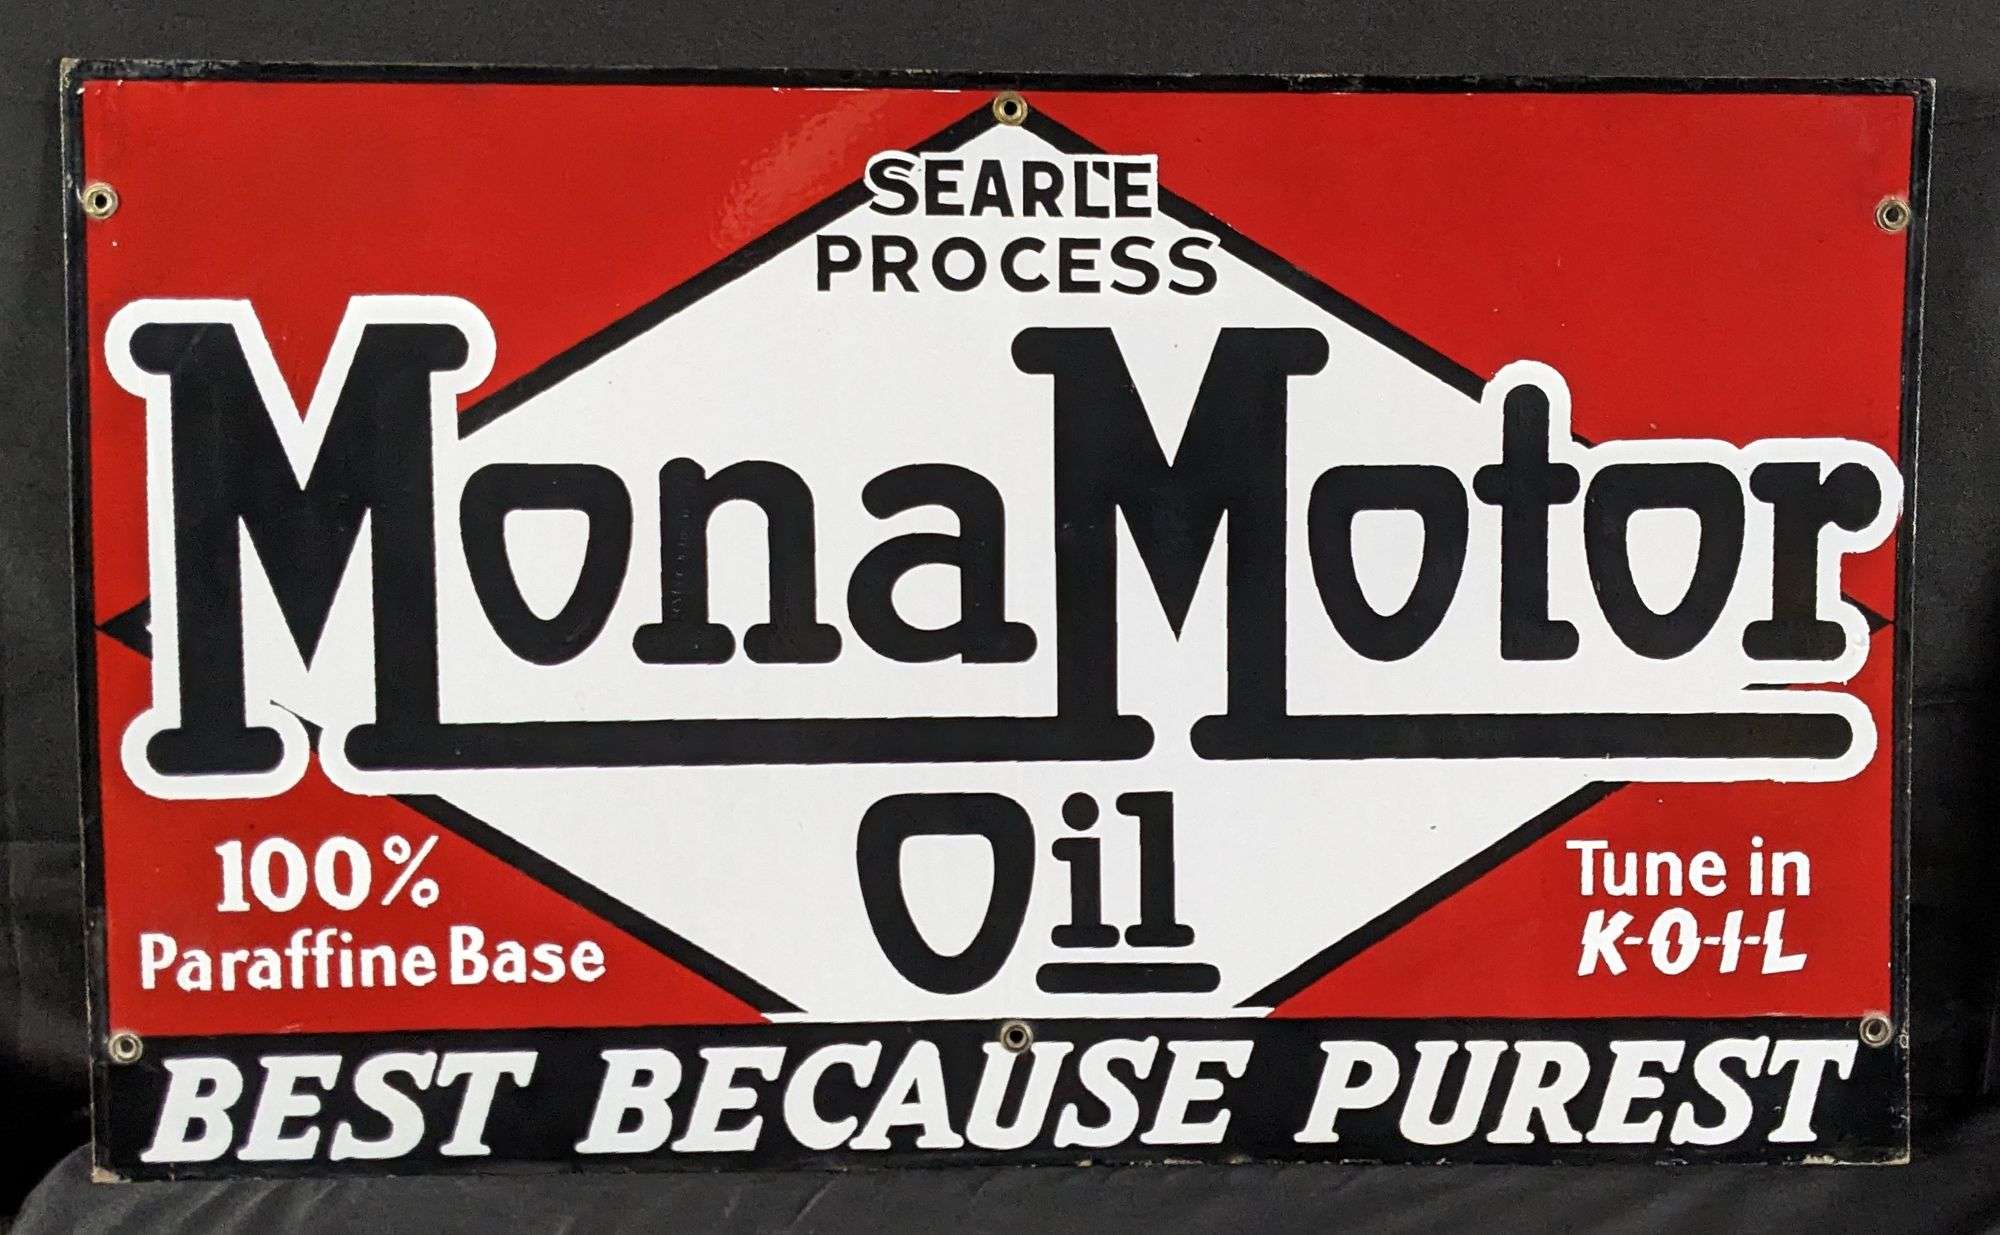 SEARLE
PROCESS
MonaMotor
Oil
100%
Paraffine Base
Tune in
K-O-I-L
BEST BECAUSE PUREST